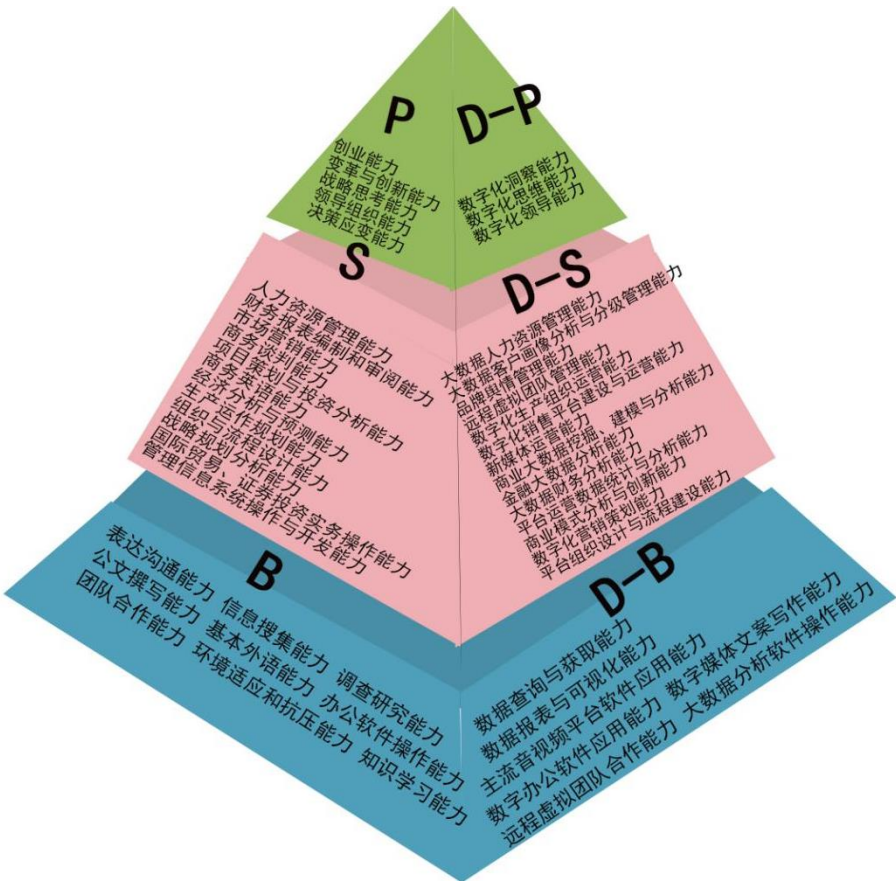 P
创业能力
变革与创新能力
战略思考能力
领导组织能力
决策应变能力
D-P
数字化洞察能力
数字化思维能力
数字化领导能力
S
人力资源管理能力
财务报表编制和审阅能力
市场营销能力
商务谈判能力
项目策划与投资分析能力
商务英语能力
经济分析与预测能力
生产运作规划能力
组织与流程设计能力
战略规划分析能力
国际贸易、证券投资实务操作能力
管理信息系统操作与开发能力
D-S
大数据人力资源管理能力
大数据客户画像分析与分级管理能力
品牌舆情管理能力
远程虚拟团队管理能力
数字化生产组织运营能力
数字化销售平台建设与运营能力
新媒体运营能力
商业大数据挖掘、建模与分析能力
金融大数据分析能力
大数据财务分析能力
平台运营数据统计与分析能力
商业模式分析与创新能力
数字化营销策划能力
平台组织设计与流程建设能力
B
表达沟通能力 信息搜集能力 调查研究能力
公文撰写能力 基本外语能力 办公软件操作能力
团队合作能力 环境适应和抗压能力 知识学习能力
D-B
数据查询与获取能力
数据报表与可视化能力
主流音视频平台软件应用能力
数字办公软件应用能力 数字媒体文案写作能力
远程虚拟团队合作能力 大数据分析软件操作能力